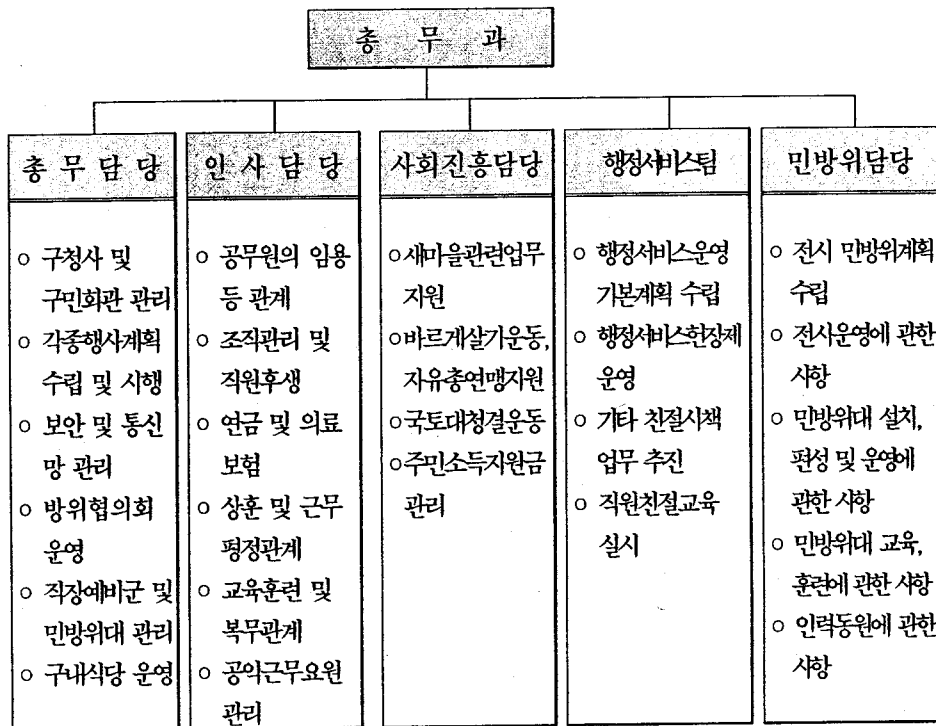 총 무 과
총 무 담 당
○ 구청사 및
구민회관 관리
○ 각종행사계획
수립 및 시행
○ 보안 및 통신
망 관리
○ 방위협의회
운영
○ 직장예비군 및
민방위대 관리
○ 구내식당 운영
인 사 담 당
○ 공무원의 임용
등 관계
○ 조직관리 및
직원후생
○ 연금 및 의료
보험
○ 상훈 및 근무
평정관계
○ 교육훈련 및
복무관계
○ 공익근무요원
관리
사회진흥담당
○새마을관련업무
지원
○바르게살기운동,
자유총연맹지원
○국토대청결운동
○주민소득지원금
관리
행정서비스팀
○ 행정서비스운영
기본계획 수립
○ 행정서비스헌장제
운영
○ 기타 친절시책
업무 추진
○ 직원친절교육
실시
민방위담당
○ 전시 민방위계획
수립
○ 전시운영에 관한
사항
○ 민방위대 설치,
편성 및 운영에
관한 사항
○ 민방위대 교육,
훈련에 관한 사항
○ 인력동원에 관한
사항